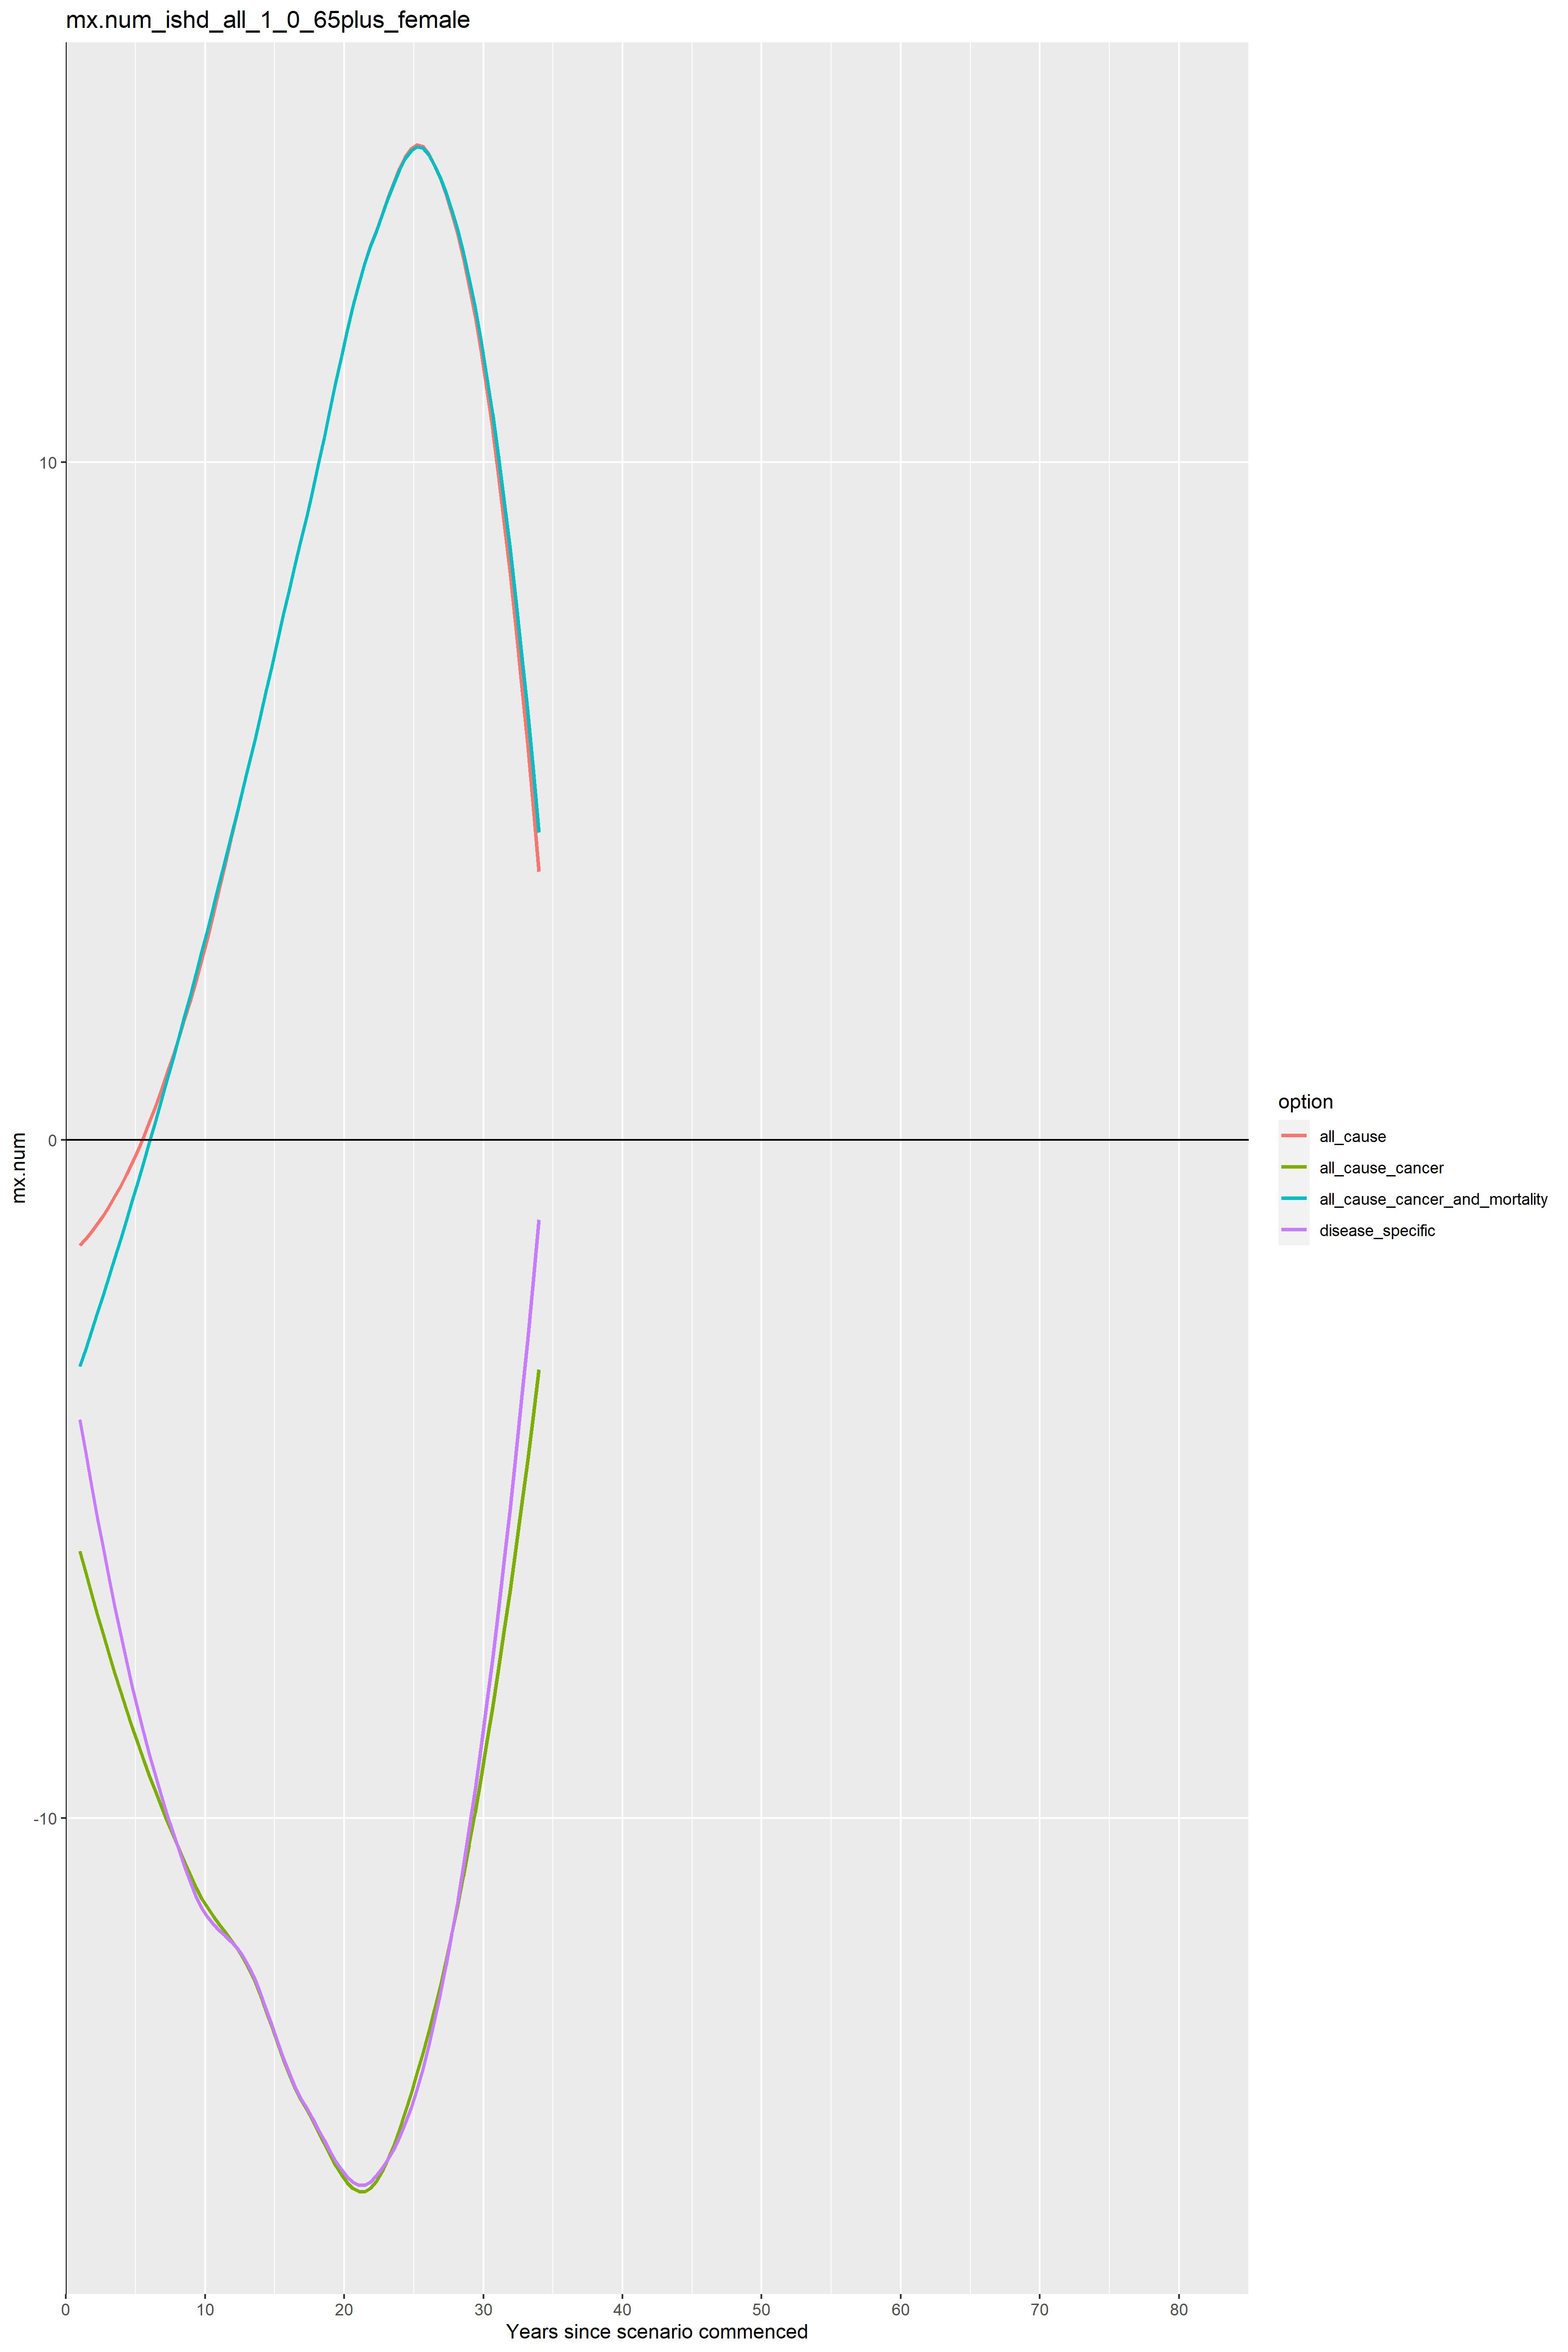 mx.num_ishd_all_1_0_65plus_female
10
0
-10
mx.num
0 10 20 30 40 50 60 70 80
Years since scenario commenced
option
all_cause
all_cause_cancer
all_cause_cancer_and_mortality
disease_specific